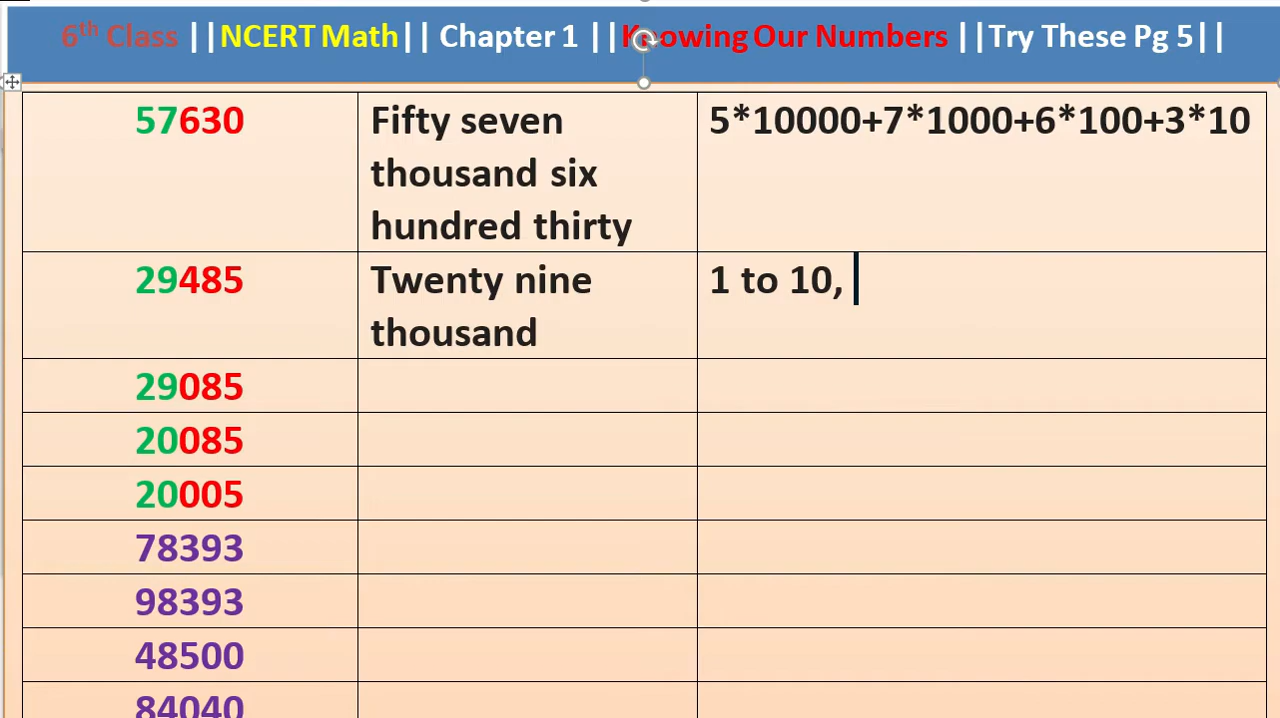 6th Class ||NCERT Math|| Chapter 1 ||Knowing Our Numbers ||Try These Pg 5||
57630 Fifty seven 5*10000+7*1000+6*100+3*10
thousand six
hundred thirty
29485 Twenty nine 1 to 10,
thousand
29085
20085
20005
78393
98393
48500
84040